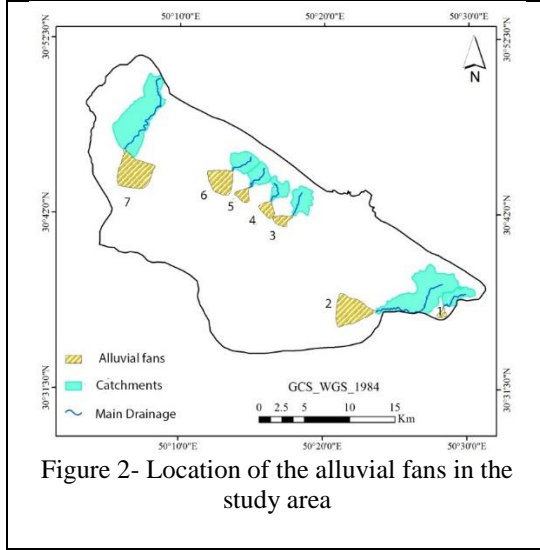 50°10'0"E 50°20'0"E 50°30'0"E
30°52'30"N 30°52'30"N
N
7
6
5
4
3
30°42'0"N 30°42'0"N
2
1
Alluvial fans
Catchments
Main Drainage
GCS_WGS_1984
0 2.5 5 10 15
Km
30°31'30"N 30°31'30"N
50°10'0"E 50°20'0"E 50°30'0"E
Figure 2- Location of the alluvial fans in the
study area